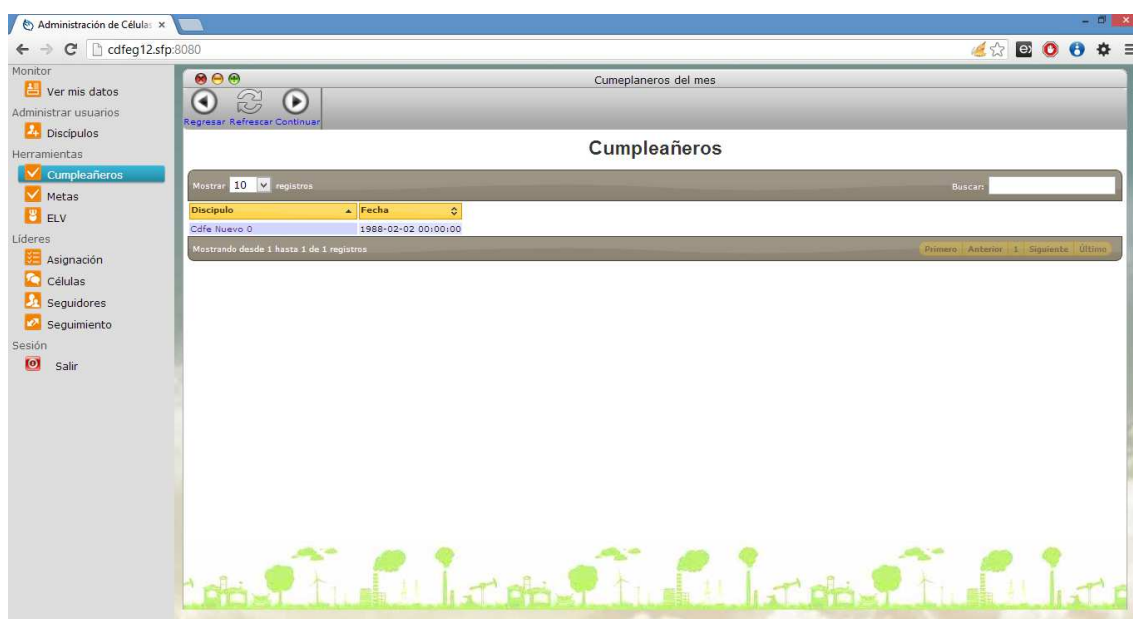 Administración de Células
cdfeg12.sfp:8080
Monitor
Ver mis datos
Administrar usuarios
Discípulos
Herramientas
Cumpleañeros
Metas
ELV
Líderes
Asignación
Células
Seguidores
Seguimiento
Sesión
Salir
Cumeplaneros del mes
Regresar Refrescar Continuar
Cumpleañeros
Mostrar 10 registros Buscar:
Discipulo Fecha
Cdfe Nuevo 0 1988-02-02 00:00:00
Mostrando desde 1 hasta 1 de 1 registros Primero Anterior 1 Siguiente Último